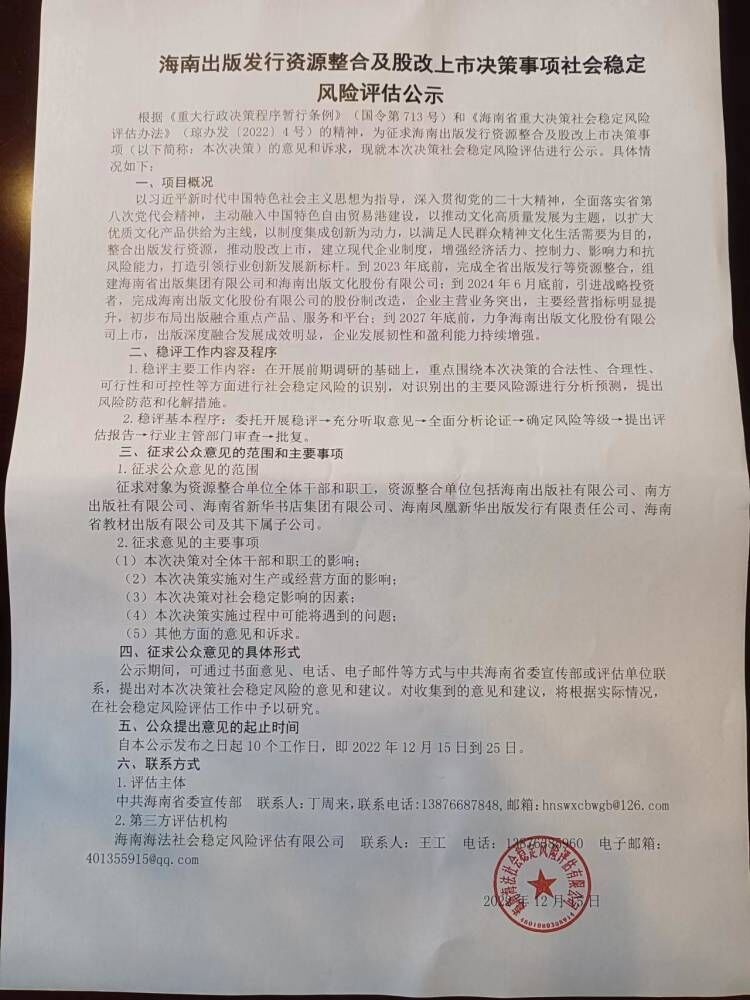 海南出版发行资源整合及股改上市决策事项社会稳定
风险评估公示
根据《重大行政决策程序暂行条例》（国令第713号）和《海南省重大决策社会稳定风险
评估办法》（琼办发〔2022〕4号）的精神，为征求海南出版发行资源整合及股改上市决策事
项（以下简称：本次决策）的意见和诉求，现就本次决策社会稳定风险评估进行公示。具体情
况如下：
一、项目概况
以习近平新时代中国特色社会主义思想为指导，深入贯彻党的二十大精神，全面落实省第
八次党代会精神，主动融入中国特色自由贸易港建设，以推动文化高质量发展为主题，以扩大
优质文化产品供给为主线，以制度集成创新为动力，以满足人民群众精神文化生活需要为目的，
整合出版发行资源，推动股改上市，建立现代企业制度，增强经济活力、控制力、影响力和抗
风险能力，打造引领行业创新发展新标杆。到2023年底前，完成全省出版发行等资源整合，组
建海南省出版集团有限公司和海南出版文化股份有限公司；到2024年6月底前，引进战略投资
者，完成海南出版文化股份有限公司的股份制改造，企业主营业务突出，主要经营指标明显提
升，初步布局出版融合重点产品、服务和平台；到2027年底前，力争海南出版文化股份有限公
司上市，出版深度融合发展成效明显，企业发展韧性和盈利能力持续增强。
二、稳评工作内容及程序
1.稳评主要工作内容：在开展前期调研的基础上，重点围绕本次决策的合法性、合理性、
可行性和可控性等方面进行社会稳定风险的识别，对识别出的主要风险源进行分析预测，提出
风险防范和化解措施。
2.稳评基本程序：委托开展稳评→充分听取意见→全面分析论证→确定风险等级→提出评
估报告→行业主管部门审查→批复。
三、征求公众意见的范围和主要事项
1.征求公众意见的范围
征求对象为资源整合单位全体干部和职工，资源整合单位包括海南出版社有限公司、南方
出版社有限公司、海南省新华书店集团有限公司、海南凤凰新华出版发行有限责任公司、海南
省教材出版有限公司及其下属子公司。
2.征求意见的主要事项
（1）本次决策对全体干部和职工的影响；
（2）本次决策实施对生产或经营方面的影响；
（3）本次决策对社会稳定影响的因素；
（4）本次决策实施过程中可能将遇到的问题；
（5）其他方面的意见和诉求。
四、征求公众意见的具体形式
公示期间，可通过书面意见、电话、电子邮件等方式与中共海南省委宣传部或评估单位联
系，提出对本次决策社会稳定风险的意见和建议。对收集到的意见和建议，将根据实际情况，
在社会稳定风险评估工作中予以研究。
五、公众提出意见的起止时间
自本公示发布之日起10个工作日，即2022年12月15日到25日。
六、联系方式
1.评估主体
中共海南省委宣传部 联系人：丁周来，联系电话：13876687848，邮箱：hnswxcbwgb@126.com
2.第三方评估机构
海南海法社会稳定风险评估有限公司 联系人：王工 电话： 电子邮箱：
401355915@qq.com
海南海法社会稳定风险评估有限公司
2022年12月15日